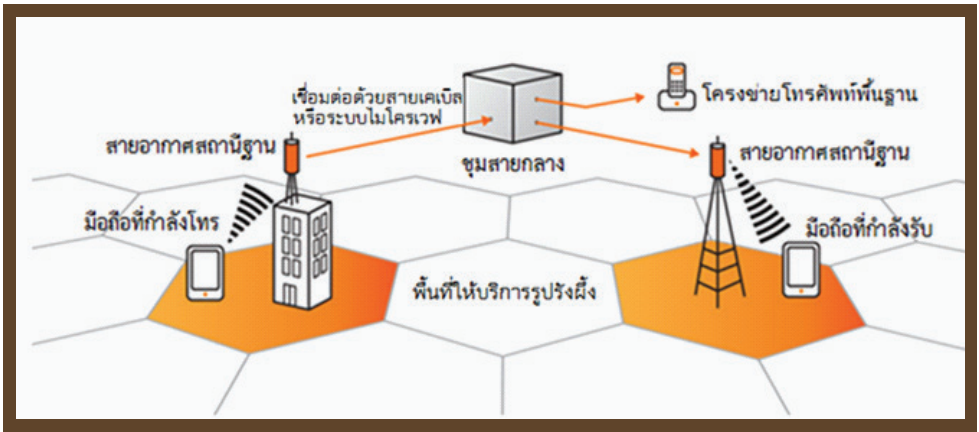 เชื่อมต่อด้วยสายเคเบิล
หรือระบบไมโครเวฟ
โครงข่ายโทรศัพท์พื้นฐาน
สายอากาศสถานีฐาน
ชุมสายกลาง
สายอากาศสถานีฐาน
มือถือที่กำลังโทร
มือถือที่กำลังรับ
พื้นที่ให้บริการรูปรังผึ้ง